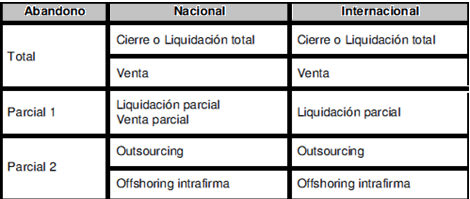 Abandono Nacional Internacional
Total Cierre o Liquidación total Cierre o Liquidación total
Venta Venta
Parcial 1 Liquidación parcial Liquidación parcial
Venta parcial
Parcial 2 Outsourcing Outsourcing
Offshoring intrafirma Offshoring intrafirma